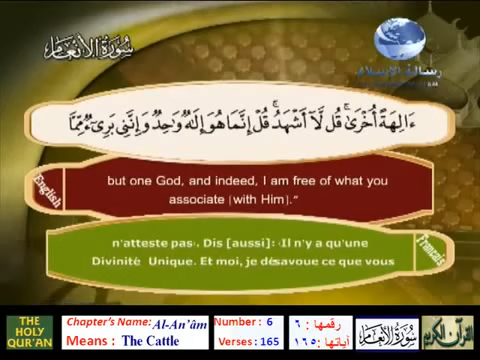 سورة الأنعام
رسالة الإسلام
ءَالِهَةً أُخْرَىٰ ۚ قُل لَّآ أَشْهَدُ ۚ قُلْ إِنَّمَا هُوَ إِلَٰهٌ وَٰحِدٌ وَإِنَّنِى بَرِىٓءٌ مِّمَّا
English
but one God, and indeed, I am free of what you
associate (with Him)."
Francais
n'atteste pas›. Dis [aussi]: ‹Il n'y a qu'une
Divinité Unique. Et moi, je désavoue ce que vous
THE HOLY QUR'AN
Chapter's Name: Al-An'âm
Means : The Cattle
Number : 6
Verses : 165
رقمها : ٦
آياتها : ١٦٥
سورة الأنعام
القرآن الكريم